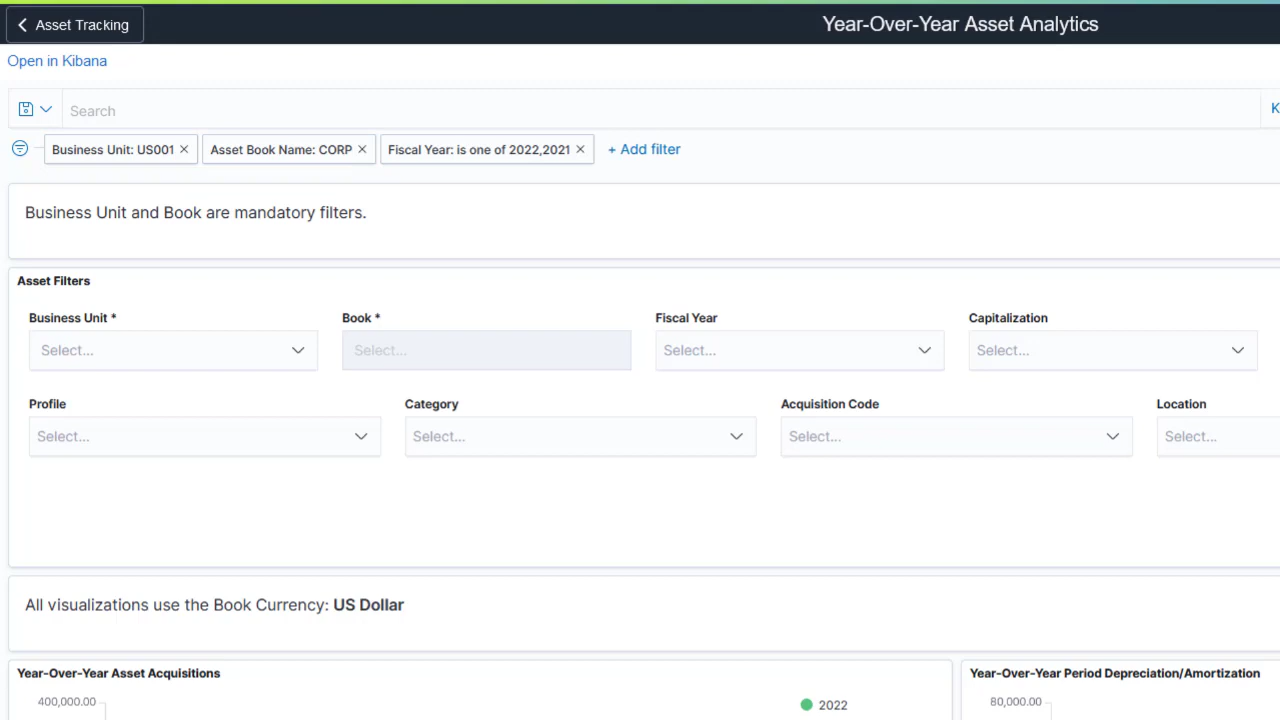 Asset Tracking
Year-Over-Year Asset Analytics
Open in Kibana
Search
K
Business Unit: US001 ×
Asset Book Name: CORP ×
Fiscal Year: is one of 2022,2021 ×
+ Add filter
Business Unit and Book are mandatory filters.
Asset Filters
Business Unit *
Book *
Fiscal Year
Capitalization
Select...
Select...
Select...
Select...
Profile
Category
Acquisition Code
Location
Select...
Select...
Select...
Select...
All visualizations use the Book Currency: US Dollar
Year-Over-Year Asset Acquisitions
Year-Over-Year Period Depreciation/Amortization
400,000.00
2022
80,000.00